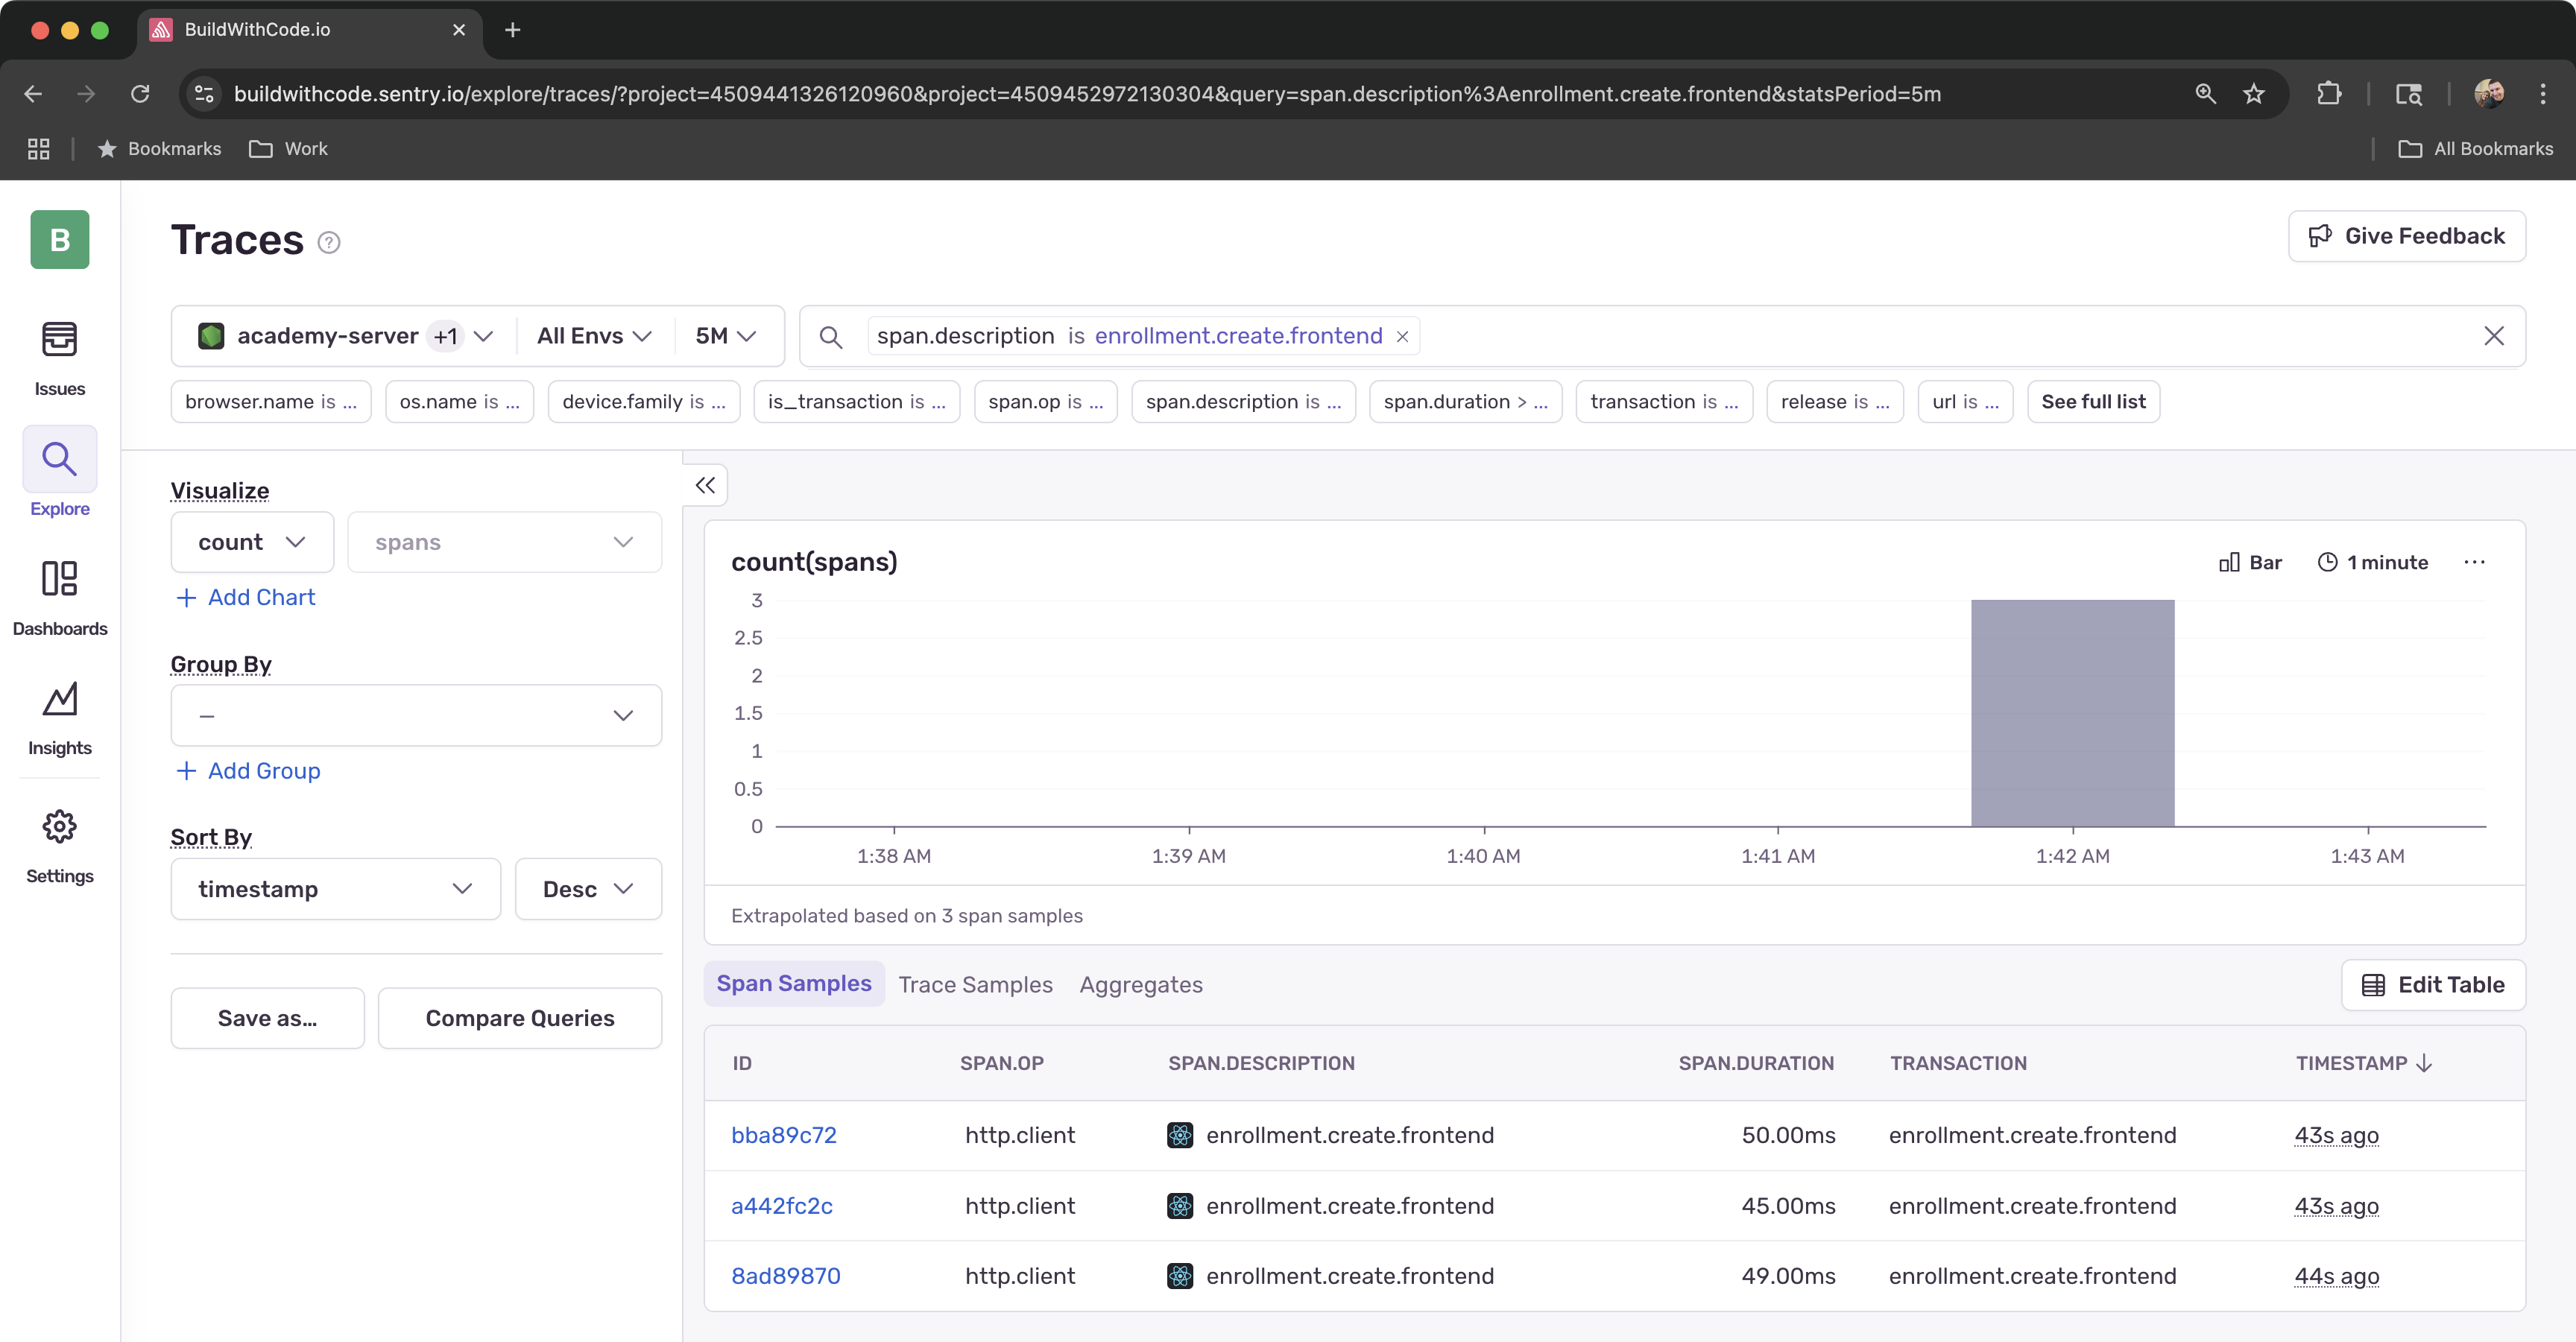 BuildWithCode.io
buildwithcode.sentry.io/explore/traces/?project=4509441326120960&project=4509452972130304&query=span.description%3Aenrollment.create.frontend&statsPeriod=5m
Bookmarks Work All Bookmarks
B
Issues
Explore
Dashboards
Insights
Settings
Traces ?
Give Feedback
academy-server +1 All Envs 5M
span.description is enrollment.create.frontend
browser.name is ... os.name is ... device.family is ... is_transaction is ... span.op is ... span.description is ... span.duration > ... transaction is ... release is ... url is ... See full list
Visualize
count spans
+ Add Chart
Group By
—
+ Add Group
Sort By
timestamp Desc
Save as... Compare Queries
count(spans)
Bar 1 minute ...
3
2.5
2
1.5
1
0.5
0
1:38 AM 1:39 AM 1:40 AM 1:41 AM 1:42 AM 1:43 AM
Extrapolated based on 3 span samples
Span Samples Trace Samples Aggregates
Edit Table
ID SPAN.OP SPAN.DESCRIPTION SPAN.DURATION TRANSACTION TIMESTAMP
bba89c72 http.client enrollment.create.frontend 50.00ms enrollment.create.frontend 43s ago
a442fc2c http.client enrollment.create.frontend 45.00ms enrollment.create.frontend 43s ago
8ad89870 http.client enrollment.create.frontend 49.00ms enrollment.create.frontend 44s ago